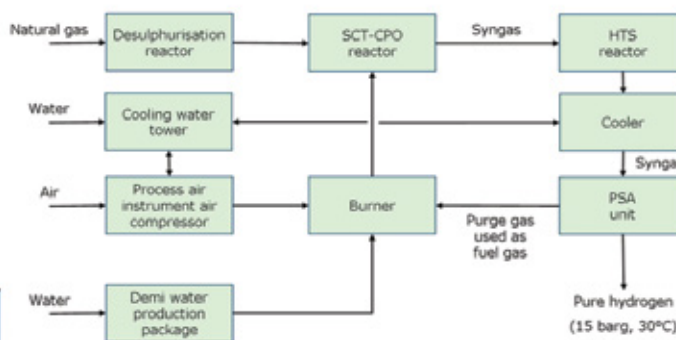 Natural gas
Desulphurisation
reactor
SCT-CPO
reactor
Syngas
HTS
reactor
Water
Cooling water
tower
Cooler
Syngas
Air
Process air
instrument air
compressor
Burner
Purge gas
used as
fuel gas
PSA
unit
Water
Demi water
production
package
Pure hydrogen
(15 barg, 30°C)